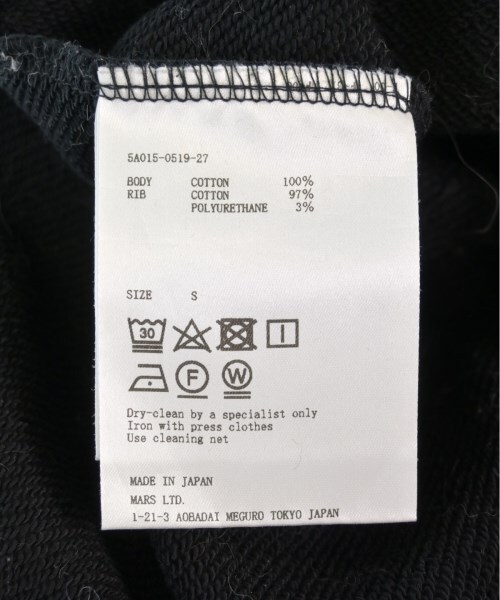 5A015-0519-27
BODY COTTON 100%
RIB COTTON 97%
POLYURETHANE 3%
SIZE S
30
F W
Dry-clean by a specialist only
Iron with press clothes
Use cleaning net
MADE IN JAPAN
MARS LTD.
1-21-3 AOBADAI MEGURO TOKYO JAPAN